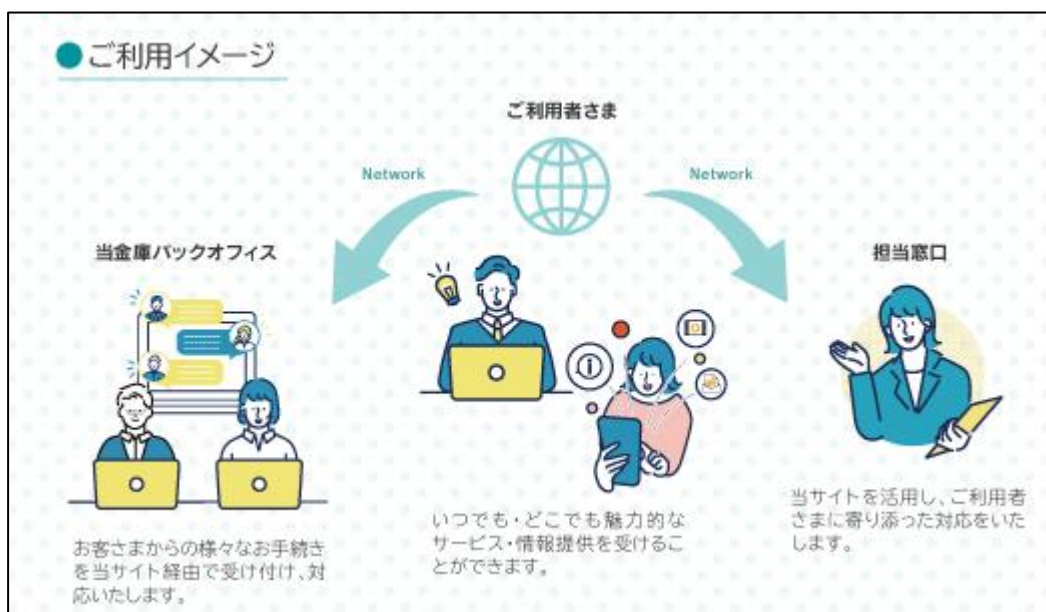 ご利用イメージ
ご利用者さま
Network
Network
当金庫バックオフィス
担当窓口
お客さまからの様々なお手続き
を当サイト経由で受け付け、対
応いたします。
いつでも・どこでも魅力的な
サービス・情報提供を受けるこ
とができます。
当サイトを活用し、ご利用者
さまに寄り添った対応をいた
します。